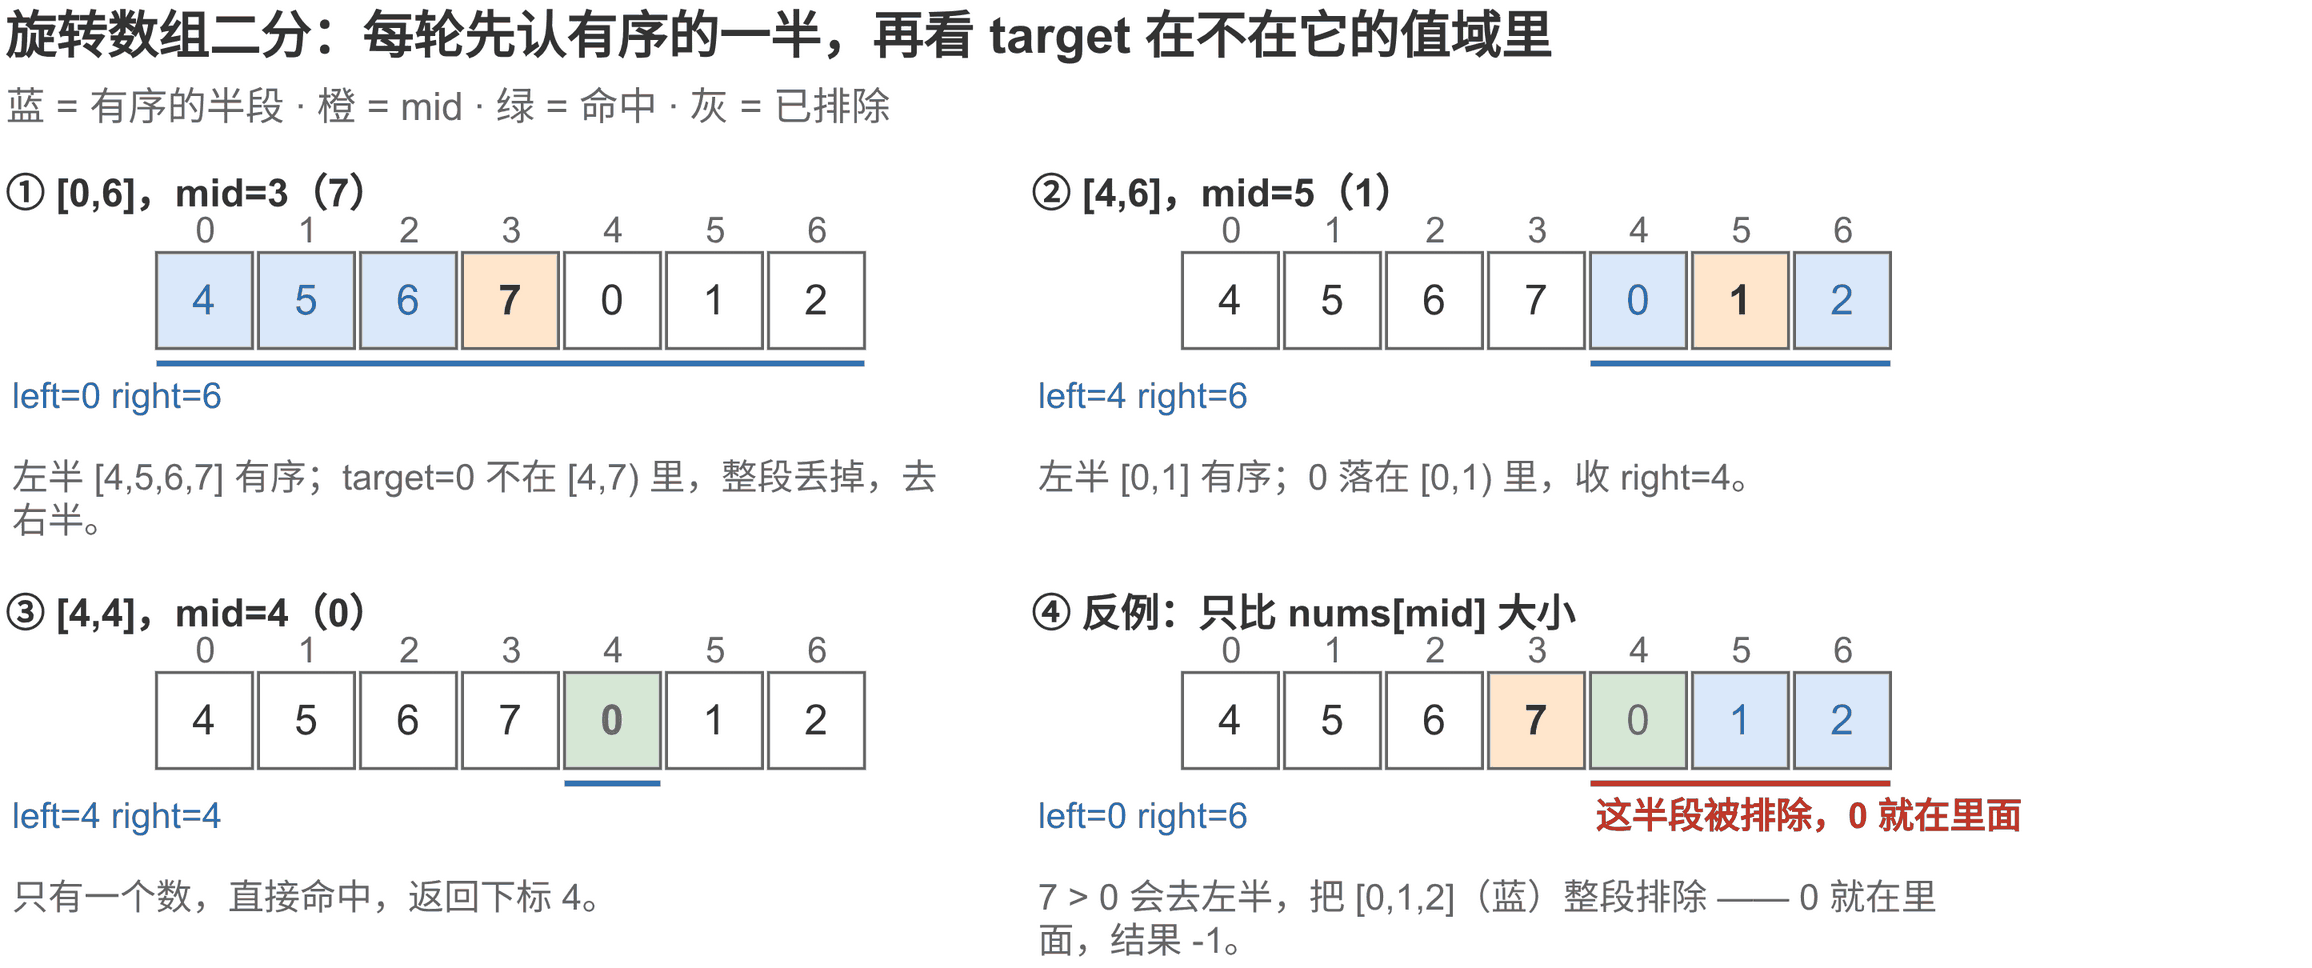 旋转数组二分：每轮先认有序的一半，再看 target 在不在它的值域里
蓝 = 有序的半段 · 橙 = mid · 绿 = 命中 · 灰 = 已排除
① [0,6]，mid=3（7）
0 1 2 3 4 5 6
4 5 6 7 0 1 2
left=0 right=6
左半 [4,5,6,7] 有序；target=0 不在 [4,7) 里，整段丢掉，去
右半。
② [4,6]，mid=5（1）
0 1 2 3 4 5 6
4 5 6 7 0 1 2
left=4 right=6
左半 [0,1] 有序；0 落在 [0,1) 里，收 right=4。
③ [4,4]，mid=4（0）
0 1 2 3 4 5 6
4 5 6 7 0 1 2
left=4 right=4
只有一个数，直接命中，返回下标 4。
④ 反例：只比 nums[mid] 大小
0 1 2 3 4 5 6
4 5 6 7 0 1 2
left=0 right=6
这半段被排除，0 就在里面
7 > 0 会去左半，把 [0,1,2]（蓝）整段排除 —— 0 就在里
面，结果 -1。